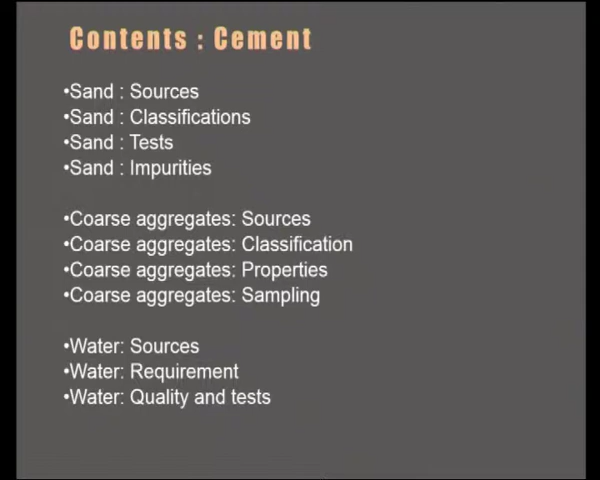 Contents : Cement
•Sand : Sources
•Sand : Classifications
•Sand : Tests
•Sand : Impurities
•Coarse aggregates: Sources
•Coarse aggregates: Classification
•Coarse aggregates: Properties
•Coarse aggregates: Sampling
•Water: Sources
•Water: Requirement
•Water: Quality and tests